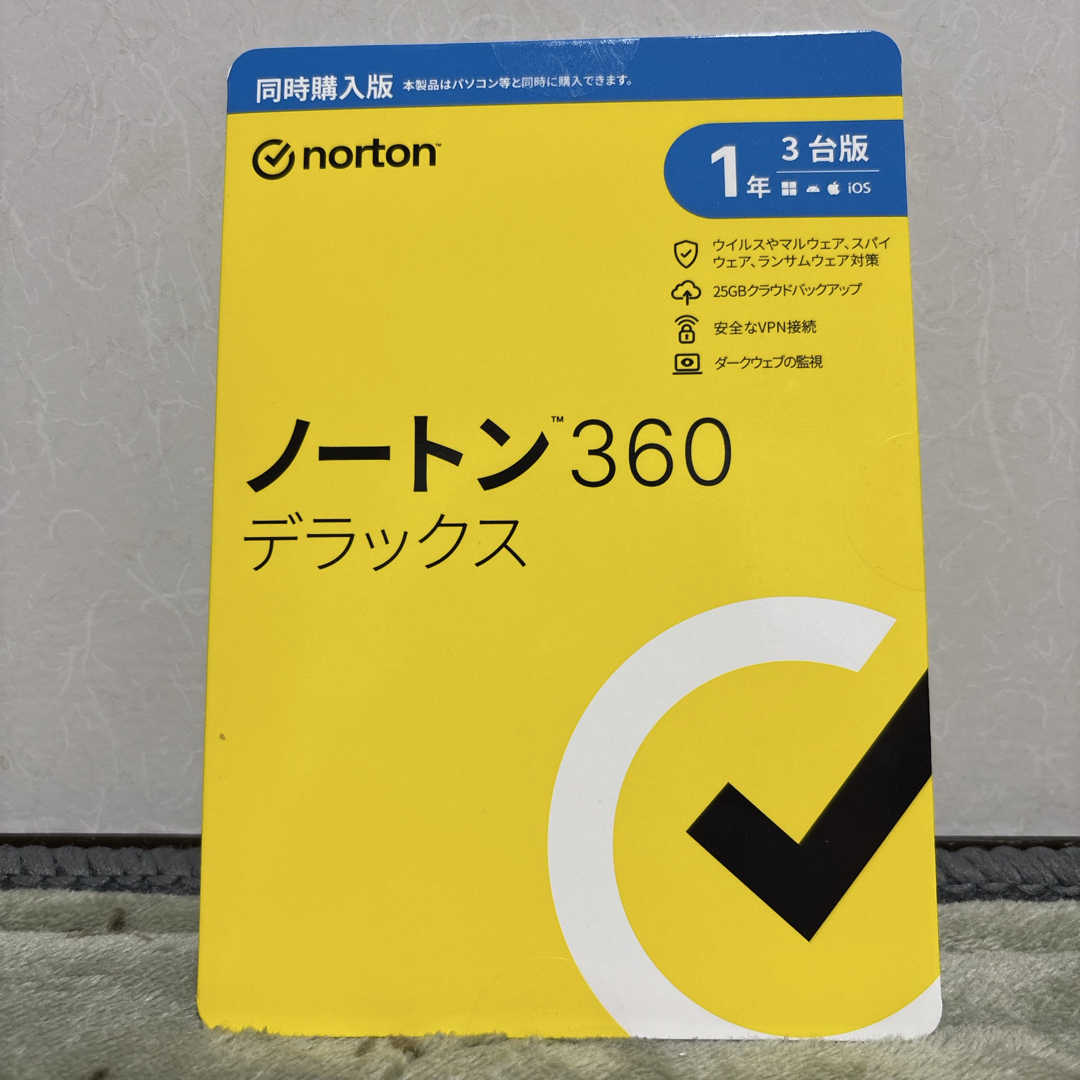 同時購入版 本製品はパソコン等と同時に購入できます。
norton™
1年
3台版
iOS
ウイルスやマルウェア、スパイ
ウェア、ランサムウェア対策
25GBクラウドバックアップ
安全なVPN接続
ダークウェブの監視
ノートン™360
デラックス